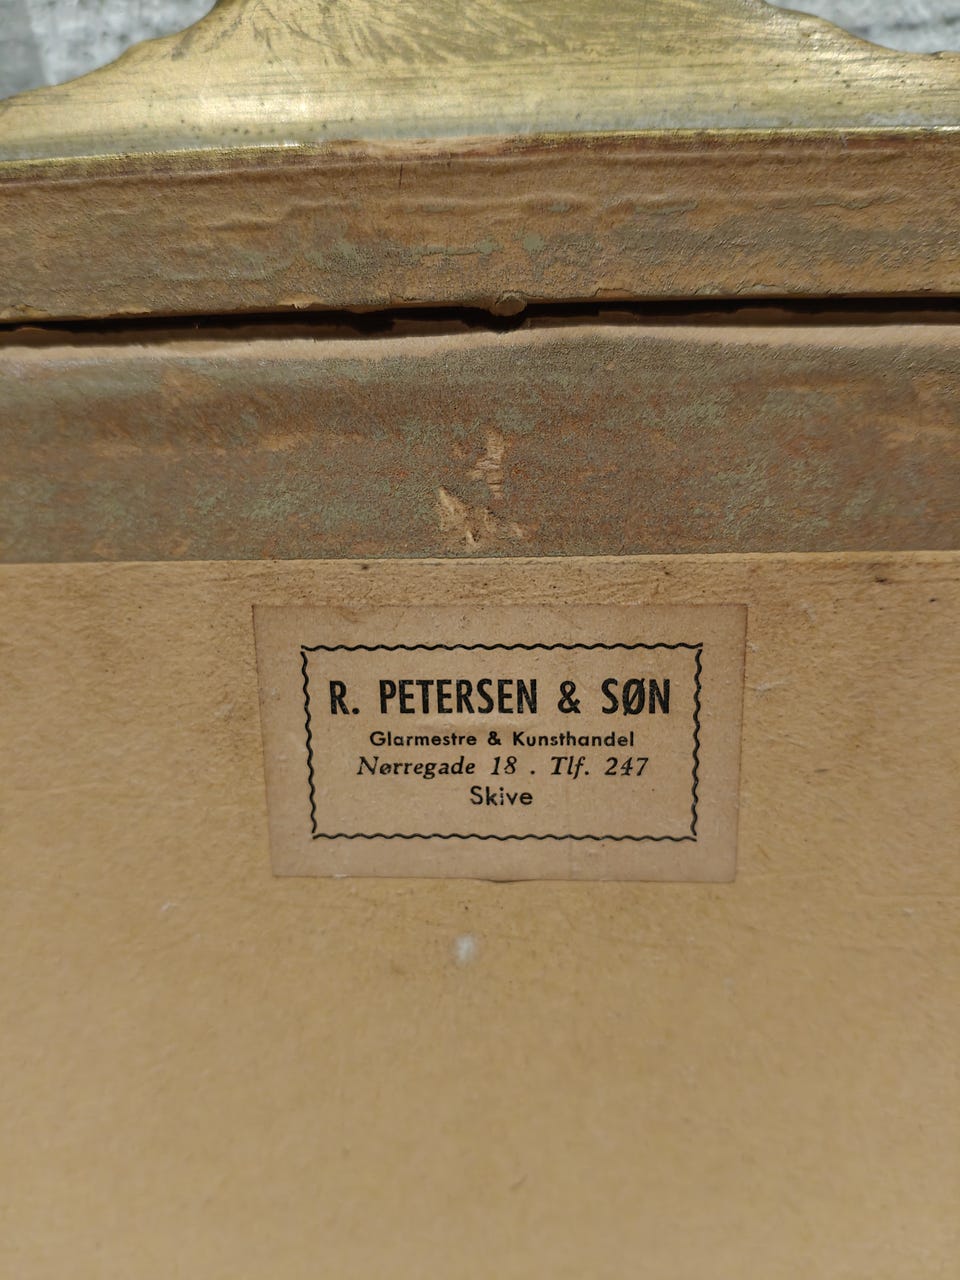 R. PETERSEN & SØN
Glarmestre & Kunsthandel
Nørregade 18 . Tlf. 247
Skive